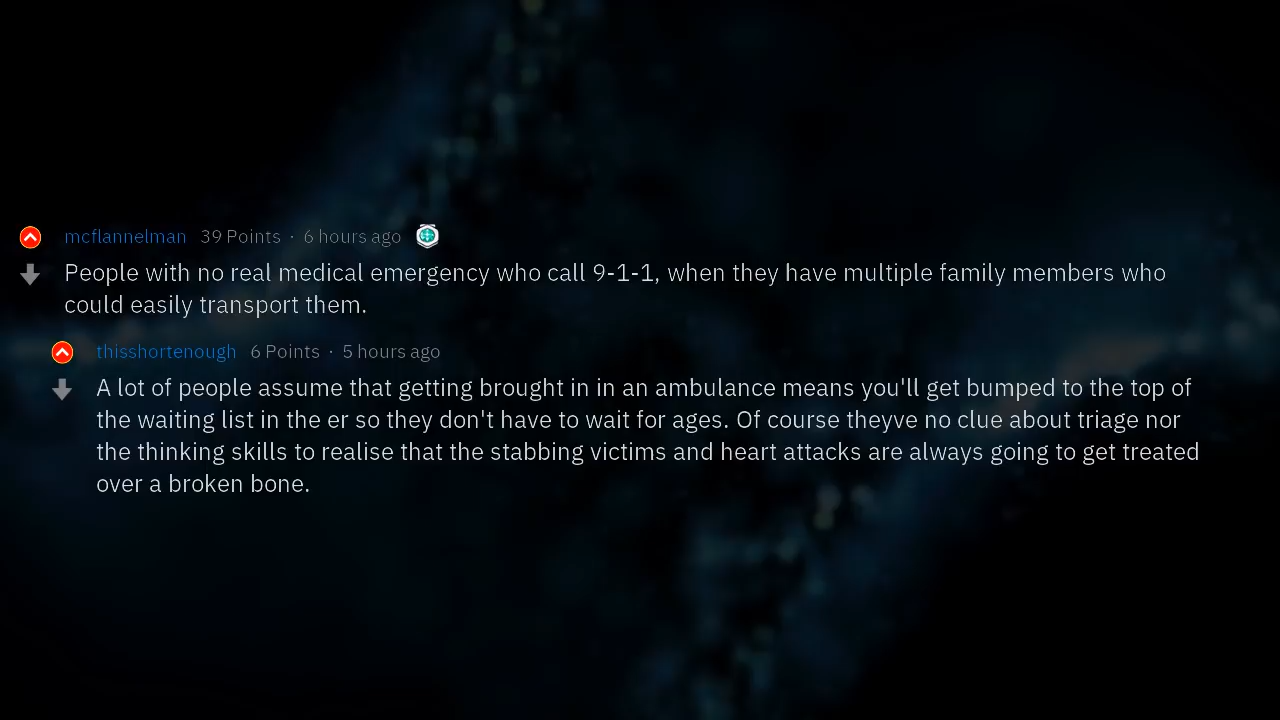 mcflannelman 39 Points · 6 hours ago
People with no real medical emergency who call 9-1-1, when they have multiple family members who
could easily transport them.
thisshortenough 6 Points · 5 hours ago
A lot of people assume that getting brought in in an ambulance means you'll get bumped to the top of
the waiting list in the er so they don't have to wait for ages. Of course theyve no clue about triage nor
the thinking skills to realise that the stabbing victims and heart attacks are always going to get treated
over a broken bone.